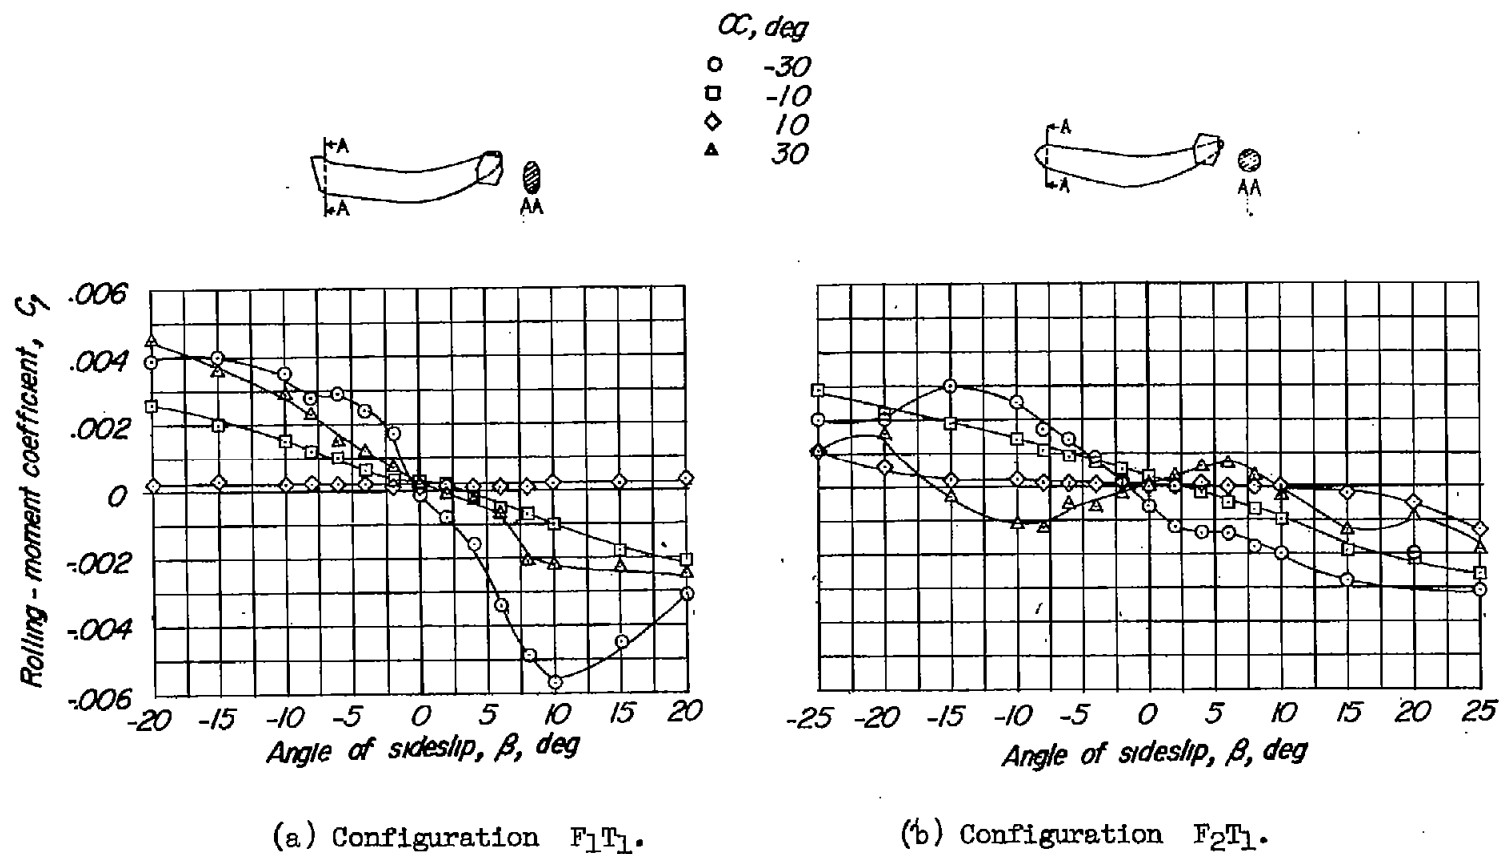 α, deg
-30
-10
10
30
A
A
AA
A
A
AA
Rolling-moment coefficient, Cl
.006
.004
.002
0
-.002
-.004
-.006
-20 -15 -10 -5 0 5 10 15 20
Angle of sideslip, β, deg
-25 -20 -15 -10 -5 0 5 10 15 20 25
Angle of sideslip, β, deg
(a) Configuration F1T1.
(b) Configuration F2T1.